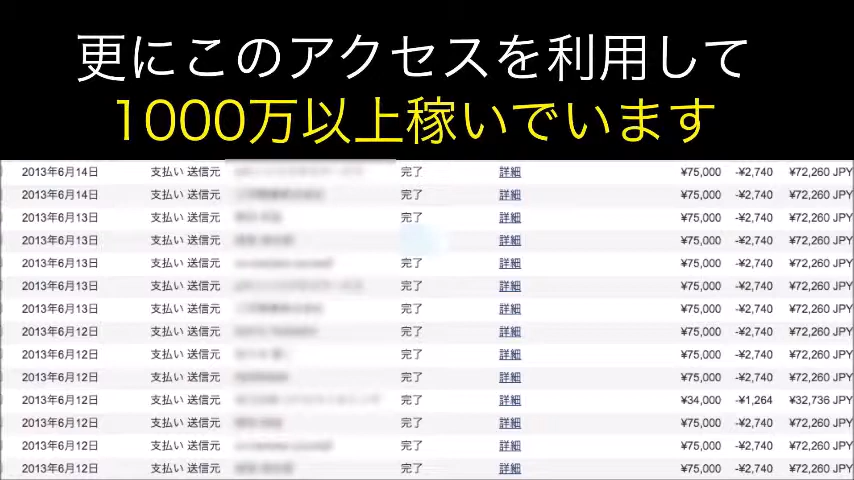 更にこのアクセスを利用して
1000万以上稼いでいます
2013年6月14日 支払い 送信元 完了 詳細 ¥75,000 -¥2,740 ¥72,260 JPY
2013年6月14日 支払い 送信元 完了 詳細 ¥75,000 -¥2,740 ¥72,260 JPY
2013年6月13日 支払い 送信元 完了 詳細 ¥75,000 -¥2,740 ¥72,260 JPY
2013年6月13日 支払い 送信元 詳細 ¥75,000 -¥2,740 ¥72,260 JPY
2013年6月13日 支払い 送信元 完了 詳細 ¥75,000 -¥2,740 ¥72,260 JPY
2013年6月13日 支払い 送信元 完了 詳細 ¥75,000 -¥2,740 ¥72,260 JPY
2013年6月13日 支払い 送信元 完了 詳細 ¥75,000 -¥2,740 ¥72,260 JPY
2013年6月12日 支払い 送信元 完了 詳細 ¥75,000 -¥2,740 ¥72,260 JPY
2013年6月12日 支払い 送信元 完了 詳細 ¥75,000 -¥2,740 ¥72,260 JPY
2013年6月12日 支払い 送信元 完了 詳細 ¥75,000 -¥2,740 ¥72,260 JPY
2013年6月12日 支払い 送信元 完了 詳細 ¥34,000 -¥1,264 ¥32,736 JPY
2013年6月12日 支払い 送信元 完了 詳細 ¥75,000 -¥2,740 ¥72,260 JPY
2013年6月12日 支払い 送信元 完了 詳細 ¥75,000 -¥2,740 ¥72,260 JPY
2013年6月12日 支払い 送信元 完了 詳細 ¥75,000 -¥2,740 ¥72,260 JPY